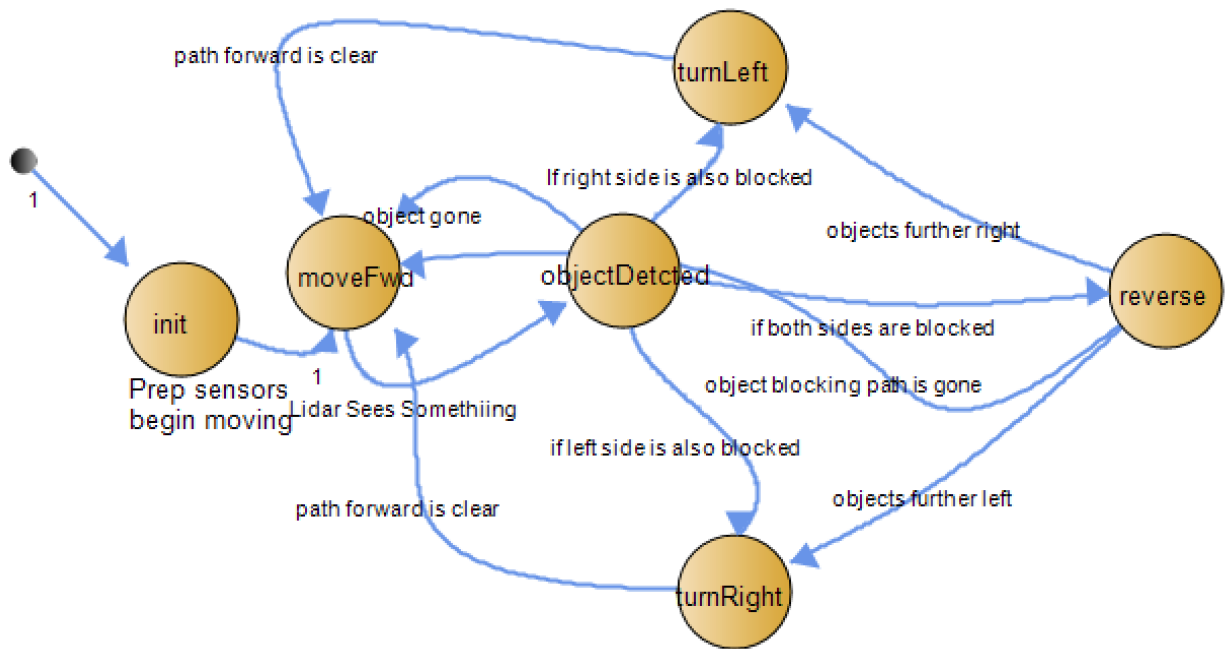 path forward is clear
turnLeft
1
If right side is also blocked
object gone
objects further right
moveFwd
objectDetcted
reverse
init
if both sides are blocked
1
Prep sensors
begin moving
Lidar Sees Somethiing
object blocking path is gone
if left side is also blocked
path forward is clear
objects further left
turnRight